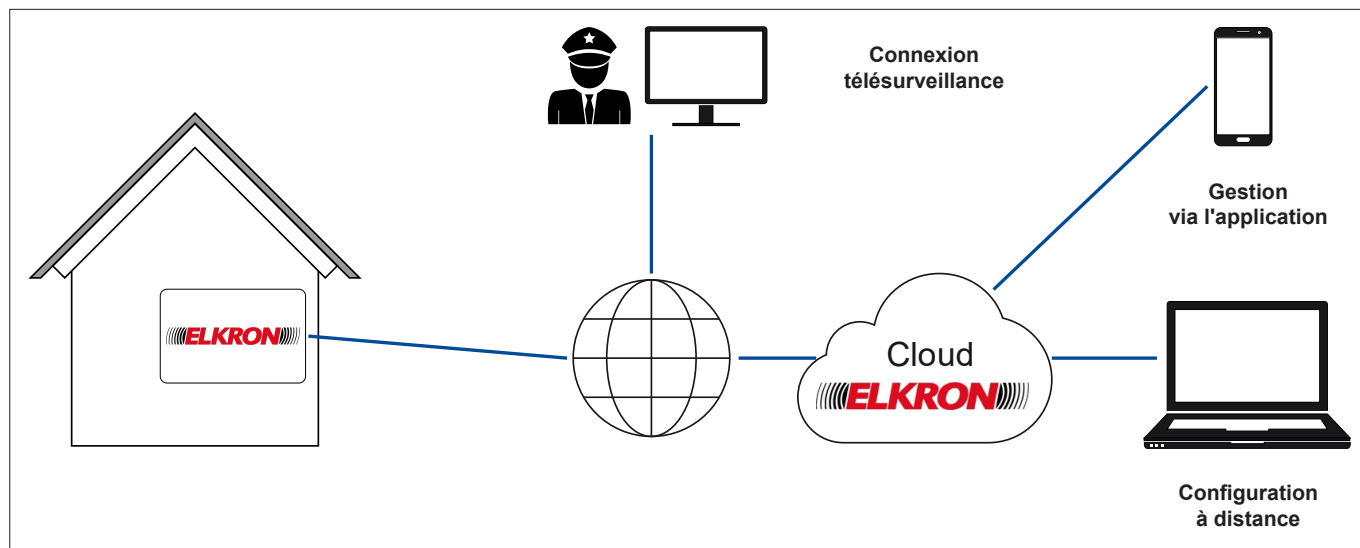 Connexion
télésurveillance
Gestion
via l'application
ELKRON
Cloud
ELKRON
Configuration
à distance